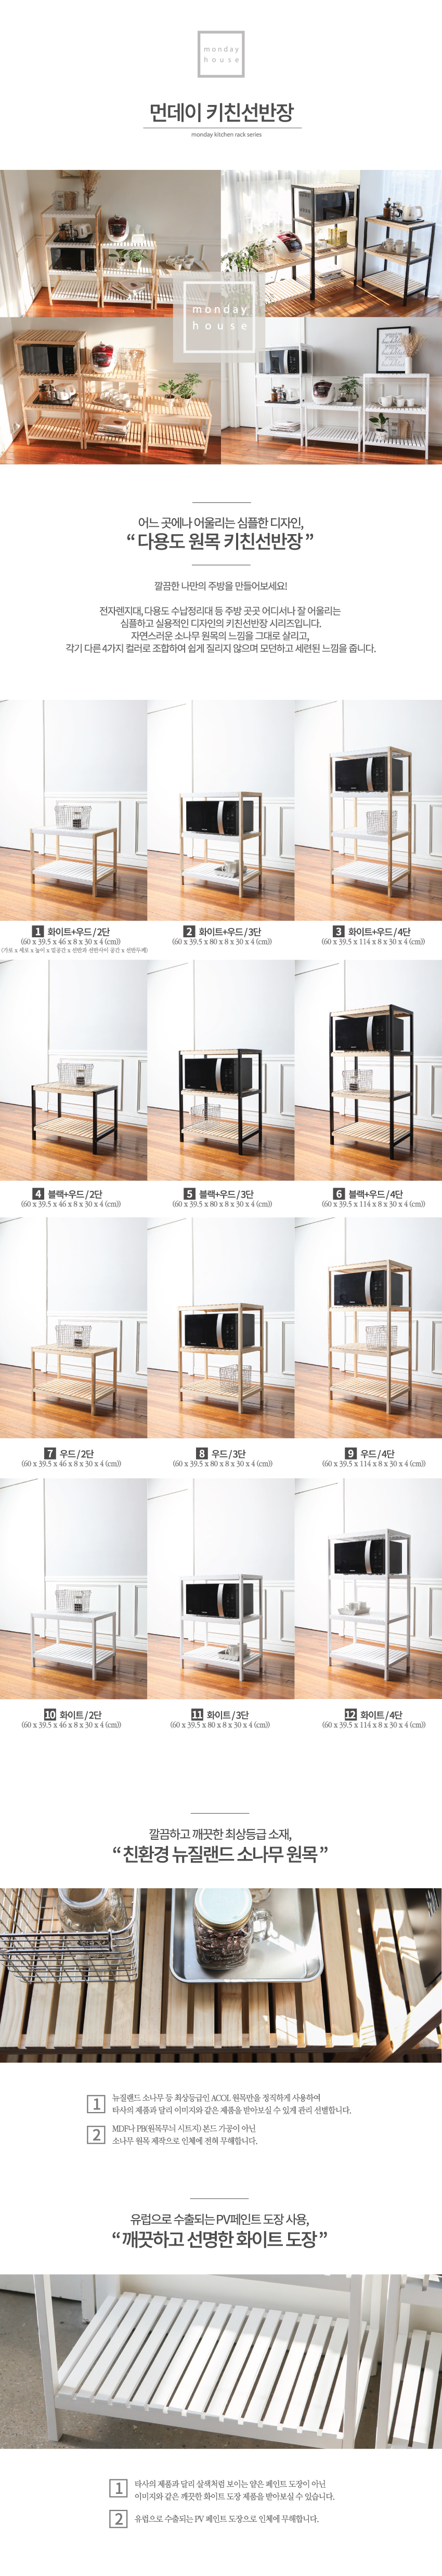 monday
house
먼데이 키친선반장
monday kitchen rack series
monday
house
어느 곳에나 어울리는 심플한 디자인,
“ 다용도 원목 키친선반장 ”
깔끔한 나만의 주방을 만들어보세요!
전자렌지대, 다용도 수납정리대 등 주방 곳곳 어디서나 잘 어울리는
심플하고 실용적인 디자인의 키친선반장 시리즈입니다.
자연스러운 소나무 원목의 느낌을 그대로 살리고,
각기 다른 4가지 컬러로 조합하여 쉽게 질리지 않으며 모던하고 세련된 느낌을 줍니다.
1 화이트+우드 / 2단
(60 x 39.5 x 46 x 8 x 30 x 4 (cm))
(가로 x 세로 x 높이 x 밑공간 x 선반과 선반사이 공간 x 선반두께)
2 화이트+우드 / 3단
(60 x 39.5 x 80 x 8 x 30 x 4 (cm))
3 화이트+우드 / 4단
(60 x 39.5 x 114 x 8 x 30 x 4 (cm))
4 블랙+우드 / 2단
(60 x 39.5 x 46 x 8 x 30 x 4 (cm))
5 블랙+우드 / 3단
(60 x 39.5 x 80 x 8 x 30 x 4 (cm))
6 블랙+우드 / 4단
(60 x 39.5 x 114 x 8 x 30 x 4 (cm))
7 우드 / 2단
(60 x 39.5 x 46 x 8 x 30 x 4 (cm))
8 우드 / 3단
(60 x 39.5 x 80 x 8 x 30 x 4 (cm))
9 우드 / 4단
(60 x 39.5 x 114 x 8 x 30 x 4 (cm))
10 화이트 / 2단
(60 x 39.5 x 46 x 8 x 30 x 4 (cm))
11 화이트 / 3단
(60 x 39.5 x 80 x 8 x 30 x 4 (cm))
12 화이트 / 4단
(60 x 39.5 x 114 x 8 x 30 x 4 (cm))
깔끔하고 깨끗한 최상등급 소재,
“ 친환경 뉴질랜드 소나무 원목 ”
1 뉴질랜드 소나무 등 최상등급인 ACOL 원목만을 정직하게 사용하여
타사의 제품과 달리 이미지와 같은 제품을 받아보실 수 있게 관리 선별합니다.
2 MDF나 PB(원목무늬 시트지) 본드 가공이 아닌
소나무 원목 제작으로 인체에 전혀 무해합니다.
유럽으로 수출되는 PV페인트 도장 사용,
“ 깨끗하고 선명한 화이트 도장 ”
1 타사의 제품과 달리 살색처럼 보이는 얇은 페인트 도장이 아닌
이미지와 같은 깨끗한 화이트 도장 제품을 받아보실 수 있습니다.
2 유럽으로 수출되는 PV 페인트 도장으로 인체에 무해합니다.